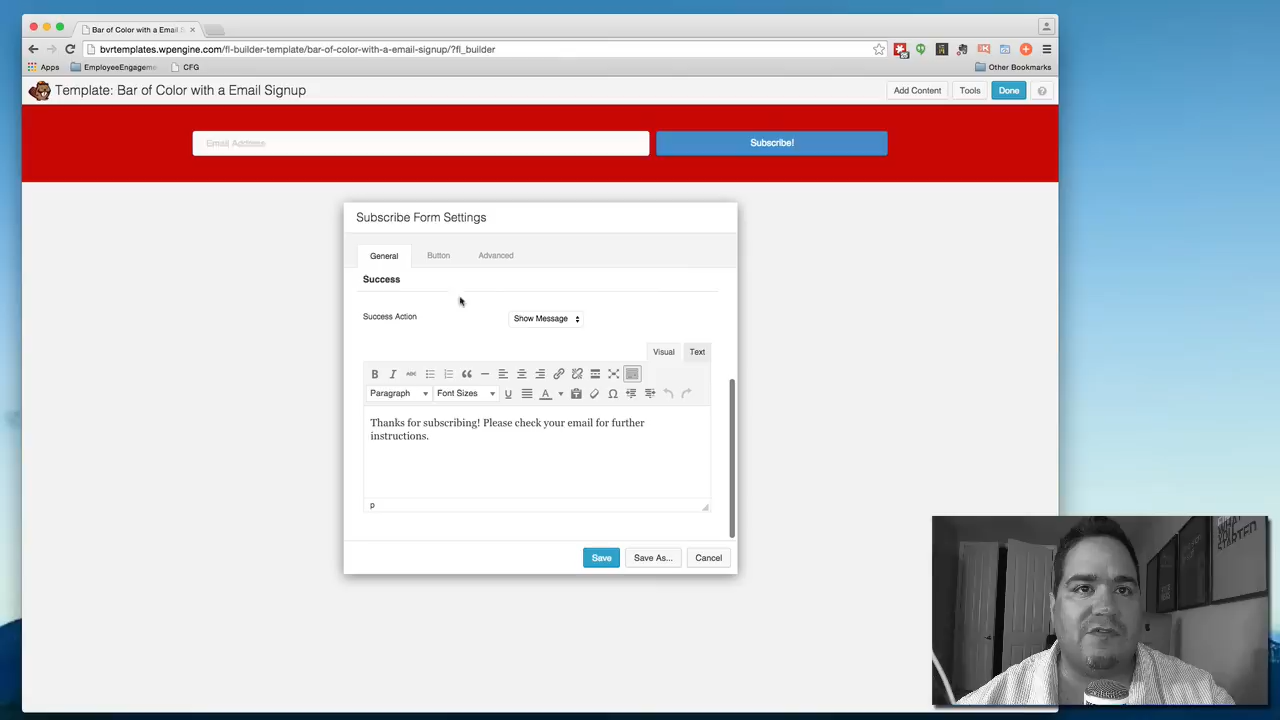 Bar of Color with a Email S
bvrtemplates.wpengine.com/fl-builder-template/bar-of-color-with-a-email-signup/?fl_builder
Apps
EmployeeEngageme
CFG
Other Bookmarks
Template: Bar of Color with a Email Signup
Add Content
Tools
Done
?
Email Address
Subscribe!
Subscribe Form Settings
General
Button
Advanced
Success
Success Action
Show Message
Visual
Text
B
I
ABC
Paragraph
Font Sizes
U
A
Ω
Thanks for subscribing! Please check your email for further
instructions.
p
Save
Save As...
Cancel